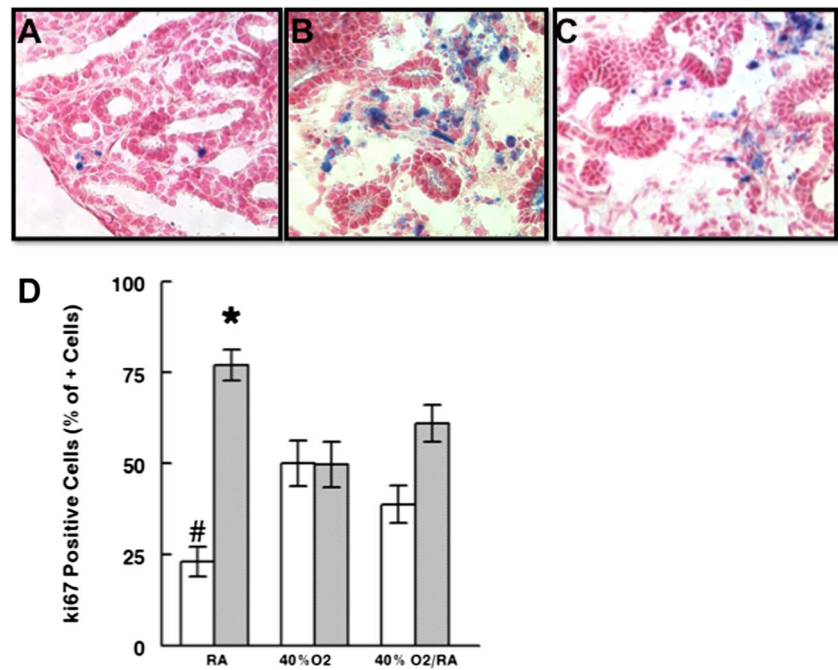 A
B
C
D
ki67 Positive Cells (% of + Cells)
100
75
50
25
0
*
#
RA
40%O2
40% O2/RA